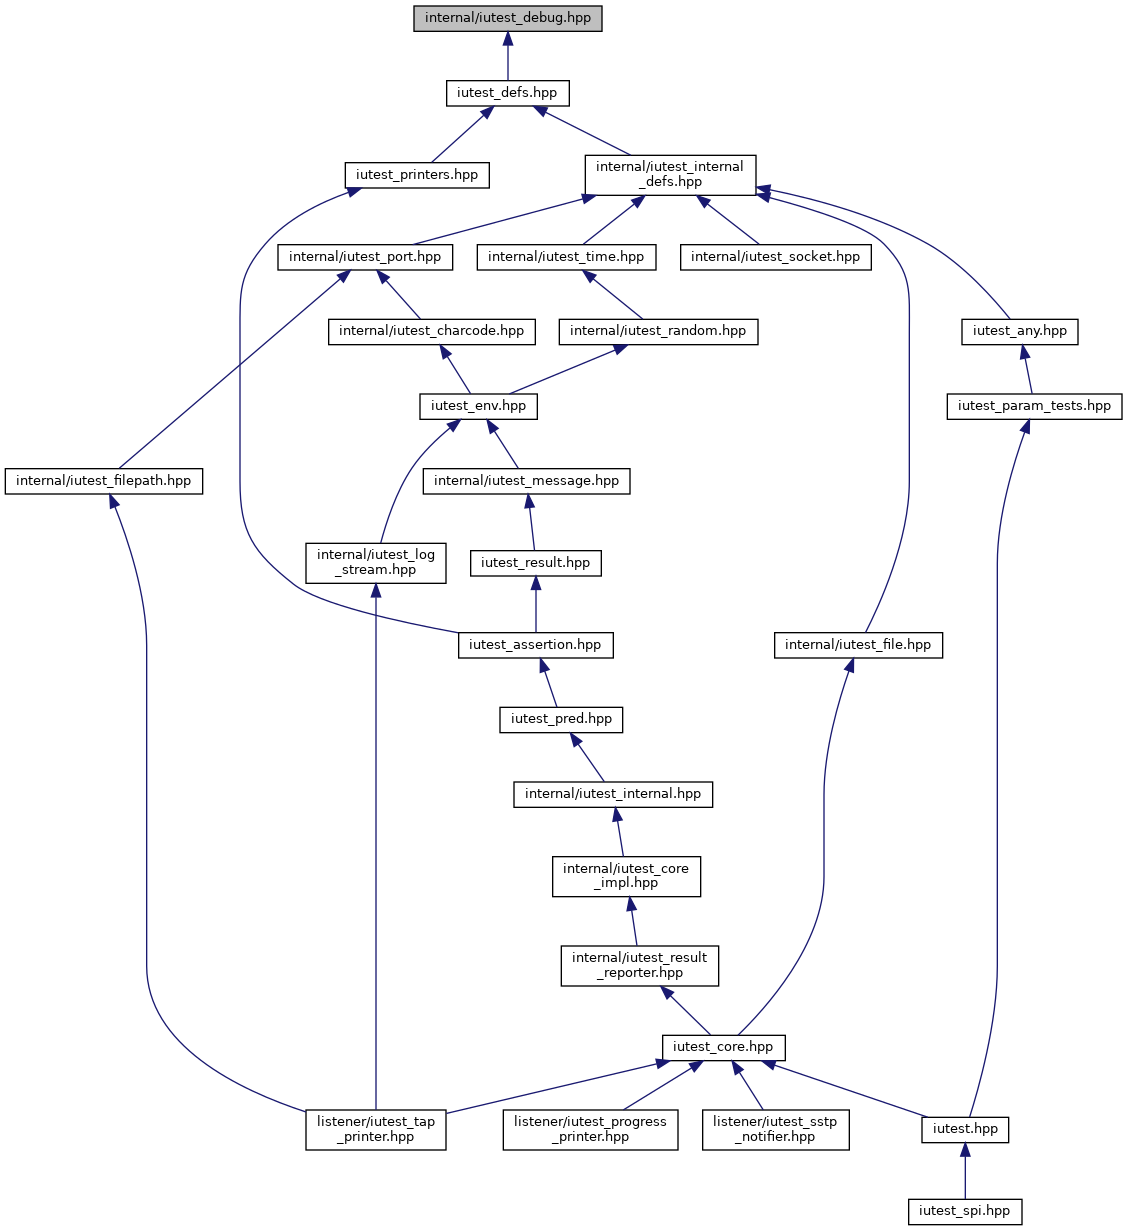 internal/iutest_debug.hpp
iutest_defs.hpp
iutest_printers.hpp
internal/iutest_internal
_defs.hpp
internal/iutest_port.hpp
internal/iutest_time.hpp
internal/iutest_socket.hpp
internal/iutest_charcode.hpp
internal/iutest_random.hpp
iutest_any.hpp
iutest_env.hpp
iutest_param_tests.hpp
internal/iutest_filepath.hpp
internal/iutest_message.hpp
internal/iutest_log
_stream.hpp
iutest_result.hpp
iutest_assertion.hpp
internal/iutest_file.hpp
iutest_pred.hpp
internal/iutest_internal.hpp
internal/iutest_core
_impl.hpp
internal/iutest_result
_reporter.hpp
iutest_core.hpp
listener/iutest_tap
_printer.hpp
listener/iutest_progress
_printer.hpp
listener/iutest_sstp
_notifier.hpp
iutest.hpp
iutest_spi.hpp